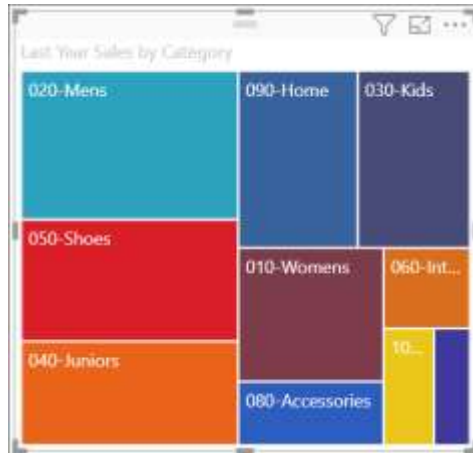 Last Year Sales by Category
020-Mens
090-Home
030-Kids
050-Shoes
010-Womens
060-Int...
040-Juniors
10...
080-Accessories